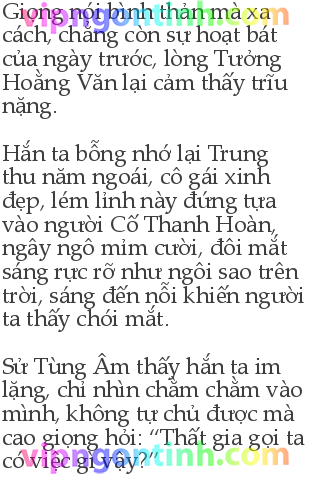 Giọng nói bình thản mà xa
cách, chẳng còn sự hoạt bát
của ngày trước, lòng Tưởng
Hoằng Văn lại cảm thấy trĩu
nặng.
Hắn ta bỗng nhớ lại Trung
thu năm ngoái, cô gái xinh
đẹp, lém lỉnh này đứng tựa
vào người Cố Thanh Hoàn,
ngây ngô mỉm cười, đôi mắt
sáng rực rỡ như ngôi sao trên
trời, sáng đến nỗi khiến người
ta thấy chói mắt.
Sử Tùng Âm thấy hắn ta im
lặng, chỉ nhìn chằm chằm vào
mình, không tự chủ được mà
cao giọng hỏi: “Thất gia gọi ta
có việc gì vậy?”
vipngontinh.com
vipngontinh.com